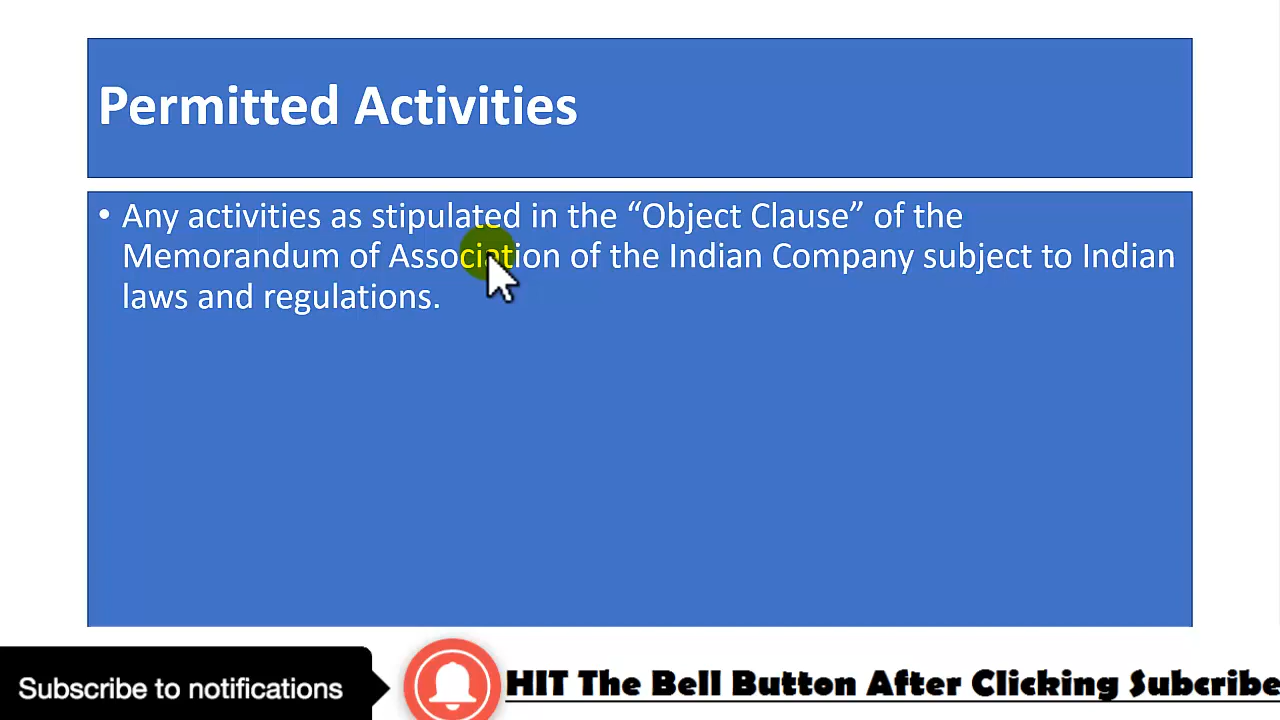 Permitted Activities
• Any activities as stipulated in the “Object Clause” of the
Memorandum of Association of the Indian Company subject to Indian
laws and regulations.
Subscribe to notifications
HIT The Bell Button After Clicking Subcribe